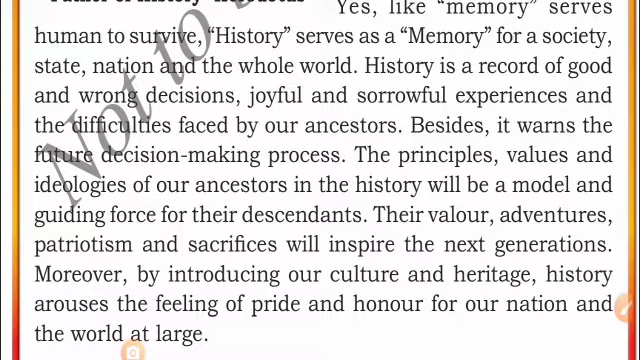 Yes, like “memory” serves
human to survive, “History” serves as a “Memory” for a society,
state, nation and the whole world. History is a record of good
and wrong decisions, joyful and sorrowful experiences and
the difficulties faced by our ancestors. Besides, it warns the
future decision-making process. The principles, values and
ideologies of our ancestors in the history will be a model and
guiding force for their descendants. Their valour, adventures,
patriotism and sacrifices will inspire the next generations.
Moreover, by introducing our culture and heritage, history
arouses the feeling of pride and honour for our nation and
the world at large.
Not to